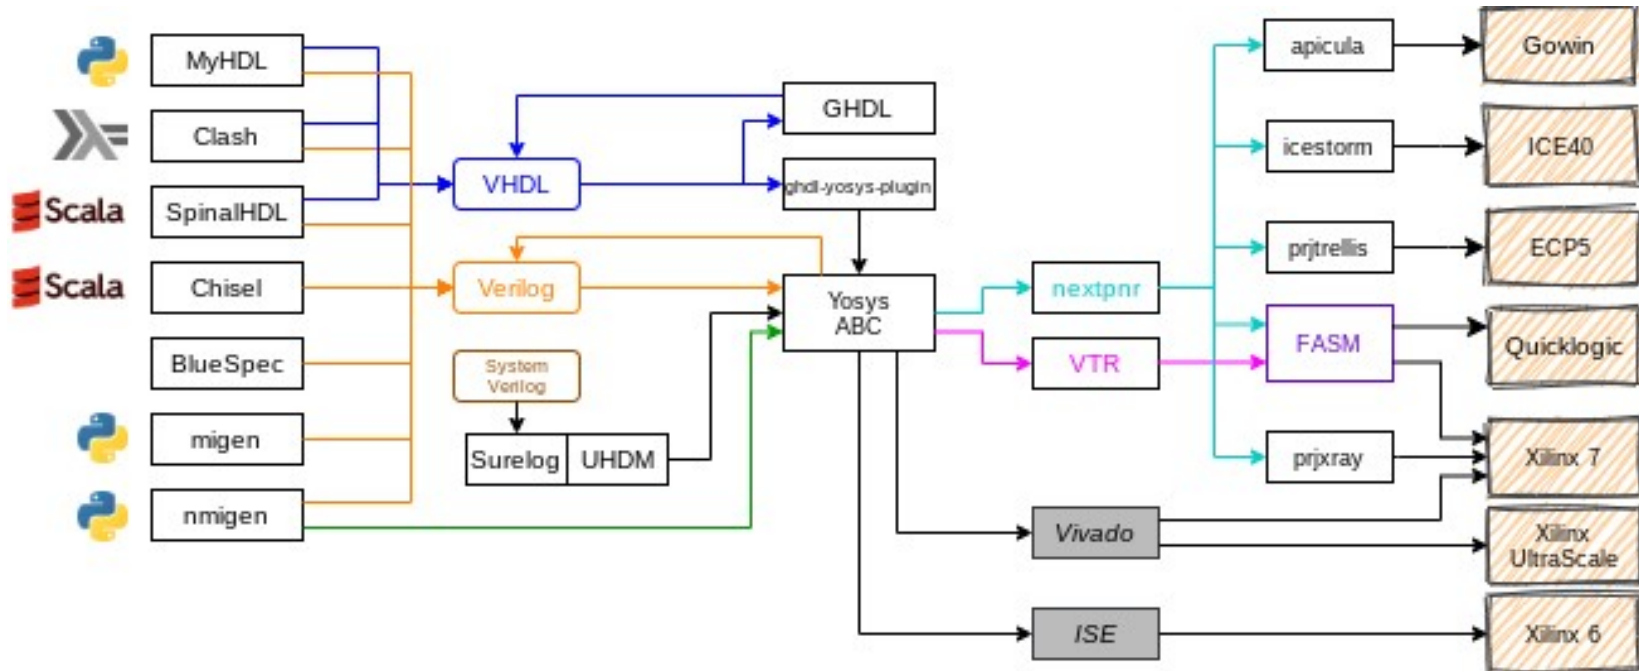 MyHDL
Clash
Scala
SpinalHDL
Scala
Chisel
BlueSpec
migen
nmigen
VHDL
Verilog
System
Verilog
Surelog
UHDM
GHDL
ghdl-yosys-plugin
Yosys
ABC
nextpnr
VTR
Vivado
ISE
apicula
icestorm
prjtrellis
FASM
prjxray
Gowin
ICE40
ECP5
Quicklogic
Xilinx 7
Xilinx
UltraScale
Xilinx 6